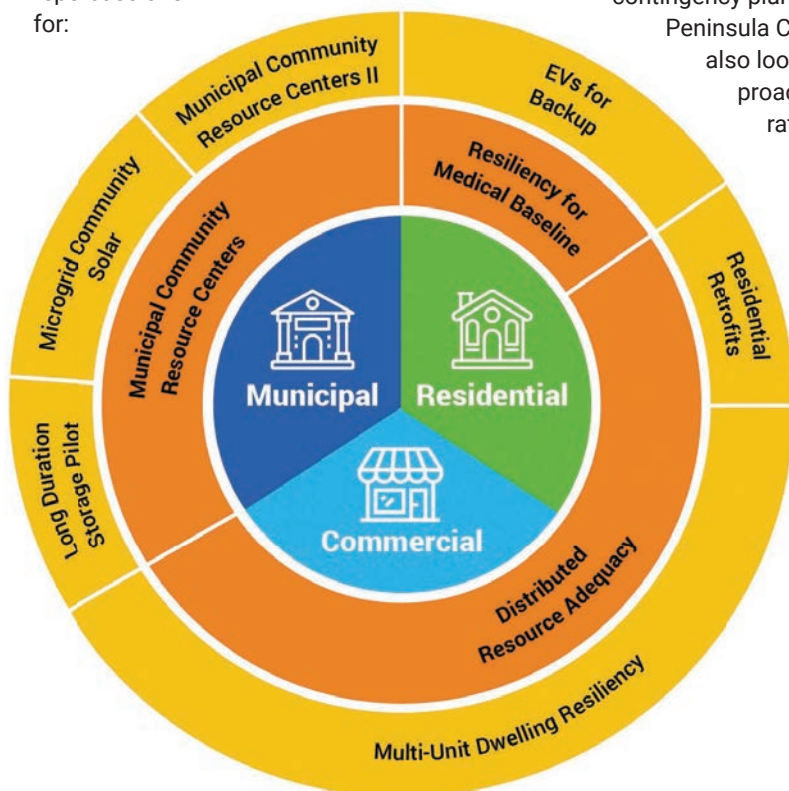 for:
contingency plan
Peninsula C
also loo
proac
rat
Municipal Community
Resource Centers II
EVs for
Backup
Microgrid Community
Solar
Municipal Community
Resource Centers
Resiliency for
Medical Baseline
Residential
Retrofits
Municipal
Residential
Commercial
Long Duration
Storage Pilot
Distributed
Resource Adequacy
Multi-Unit Dwelling Resiliency